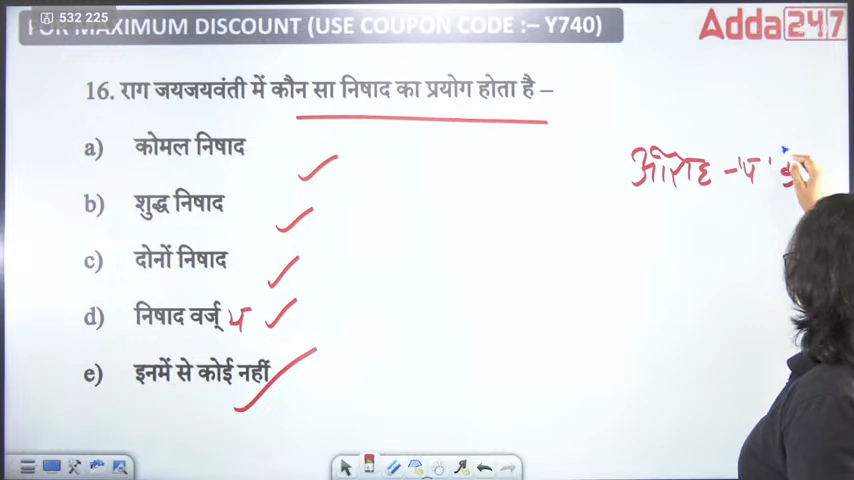 532 225
FOR MAXIMUM DISCOUNT (USE COUPON CODE :– Y740)
Adda247
16. राग जयजयवंती में कौन सा निषाद का प्रयोग होता है –
a) कोमल निषाद
b) शुद्ध निषाद
c) दोनों निषाद
d) निषाद वर्ज् प
e) इनमें से कोई नहीं
आरोह – "प"